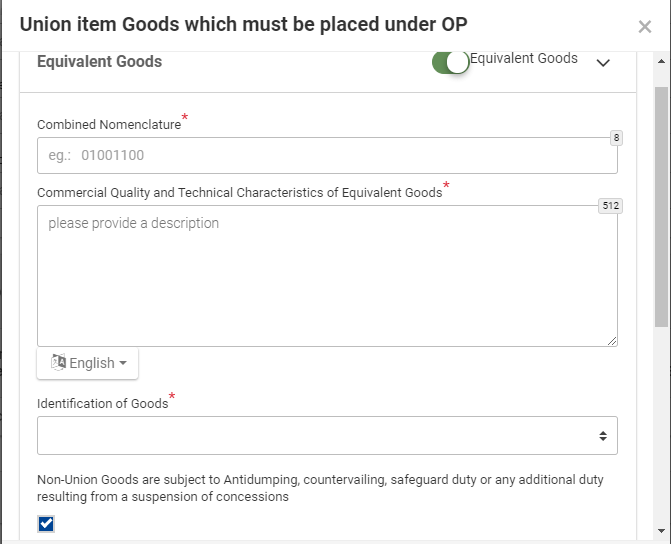 Union item Goods which must be placed under OP
×
Equivalent Goods
Equivalent Goods
Combined Nomenclature*
8
eg.: 01001100
Commercial Quality and Technical Characteristics of Equivalent Goods*
512
please provide a description
English
Identification of Goods*
Non-Union Goods are subject to Antidumping, countervailing, safeguard duty or any additional duty
resulting from a suspension of concessions